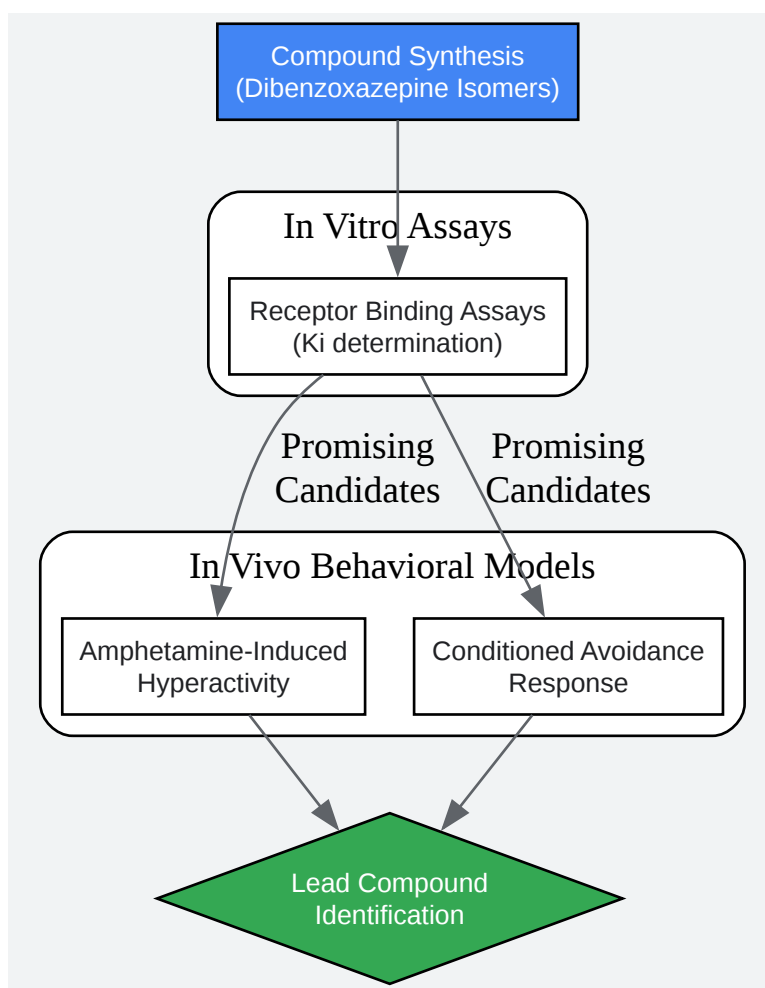 Compound Synthesis
(Dibenzoxazepine Isomers)
In Vitro Assays
Receptor Binding Assays
(Ki determination)
Promising
Candidates
Promising
Candidates
In Vivo Behavioral Models
Amphetamine-Induced
Hyperactivity
Conditioned Avoidance
Response
Lead Compound
Identification